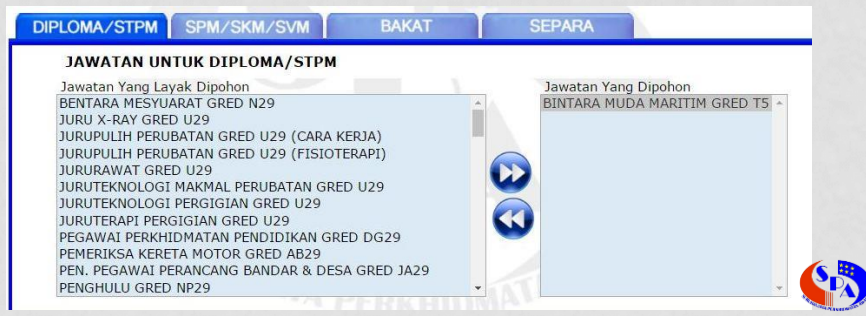 DIPLOMA/STPM SPM/SKM/SVM BAKAT SEPARA
JAWATAN UNTUK DIPLOMA/STPM
Jawatan Yang Layak Dipohon
BENTARA MESYUARAT GRED N29
JURU X-RAY GRED U29
JURUPULIH PERUBATAN GRED U29 (CARA KERJA)
JURUPULIH PERUBATAN GRED U29 (FISIOTERAPI)
JURURAWAT GRED U29
JURUTEKNOLOGI MAKMAL PERUBATAN GRED U29
JURUTEKNOLOGI PERGIGIAN GRED U29
JURUTERAPI PERGIGIAN GRED U29
PEGAWAI PERKHIDMATAN PENDIDIKAN GRED DG29
PEMERIKSA KERETA MOTOR GRED AB29
PEN. PEGAWAI PERANCANG BANDAR & DESA GRED JA29
PENGHULU GRED NP29
Jawatan Yang Dipohon
BINTARA MUDA MARITIM GRED T5
SPA